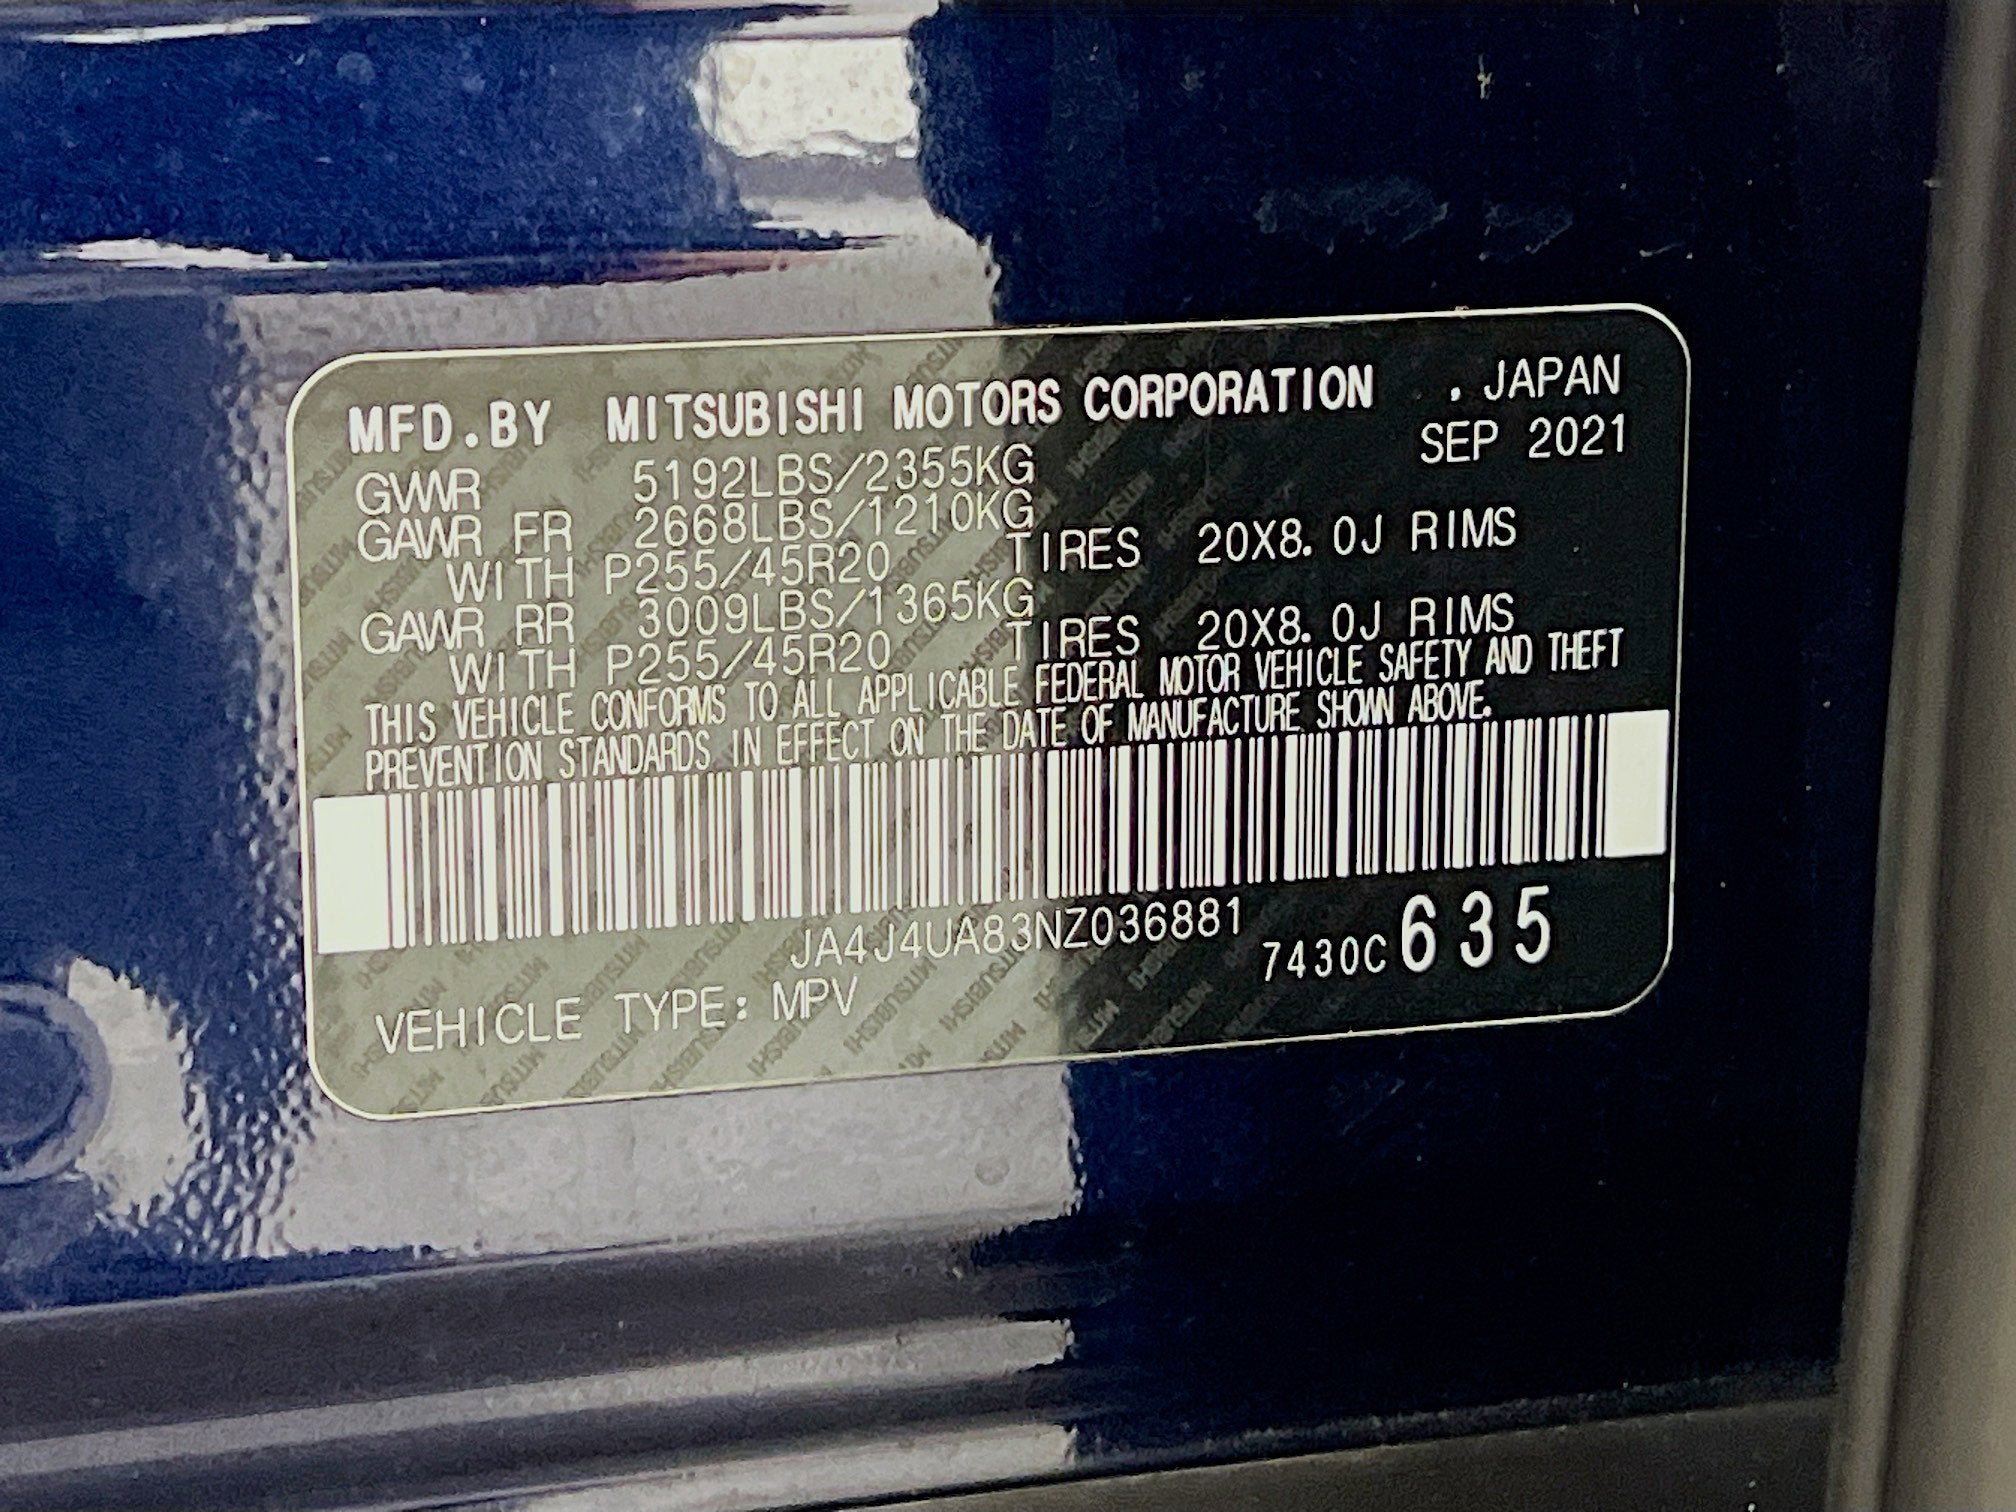 MFD.BY MITSUBISHI MOTORS CORPORATION . JAPAN
SEP 2021
GVWR 5192LBS/2355KG
GAWR FR 2668LBS/1210KG
WITH P255/45R20 TIRES 20X8.0J RIMS
GAWR RR 3009LBS/1365KG
WITH P255/45R20 TIRES 20X8.0J RIMS
THIS VEHICLE CONFORMS TO ALL APPLICABLE FEDERAL MOTOR VEHICLE SAFETY AND THEFT
PREVENTION STANDARDS IN EFFECT ON THE DATE OF MANUFACTURE SHOWN ABOVE.
JA4J4UA83NZ036881
7430C635
VEHICLE TYPE: MPV